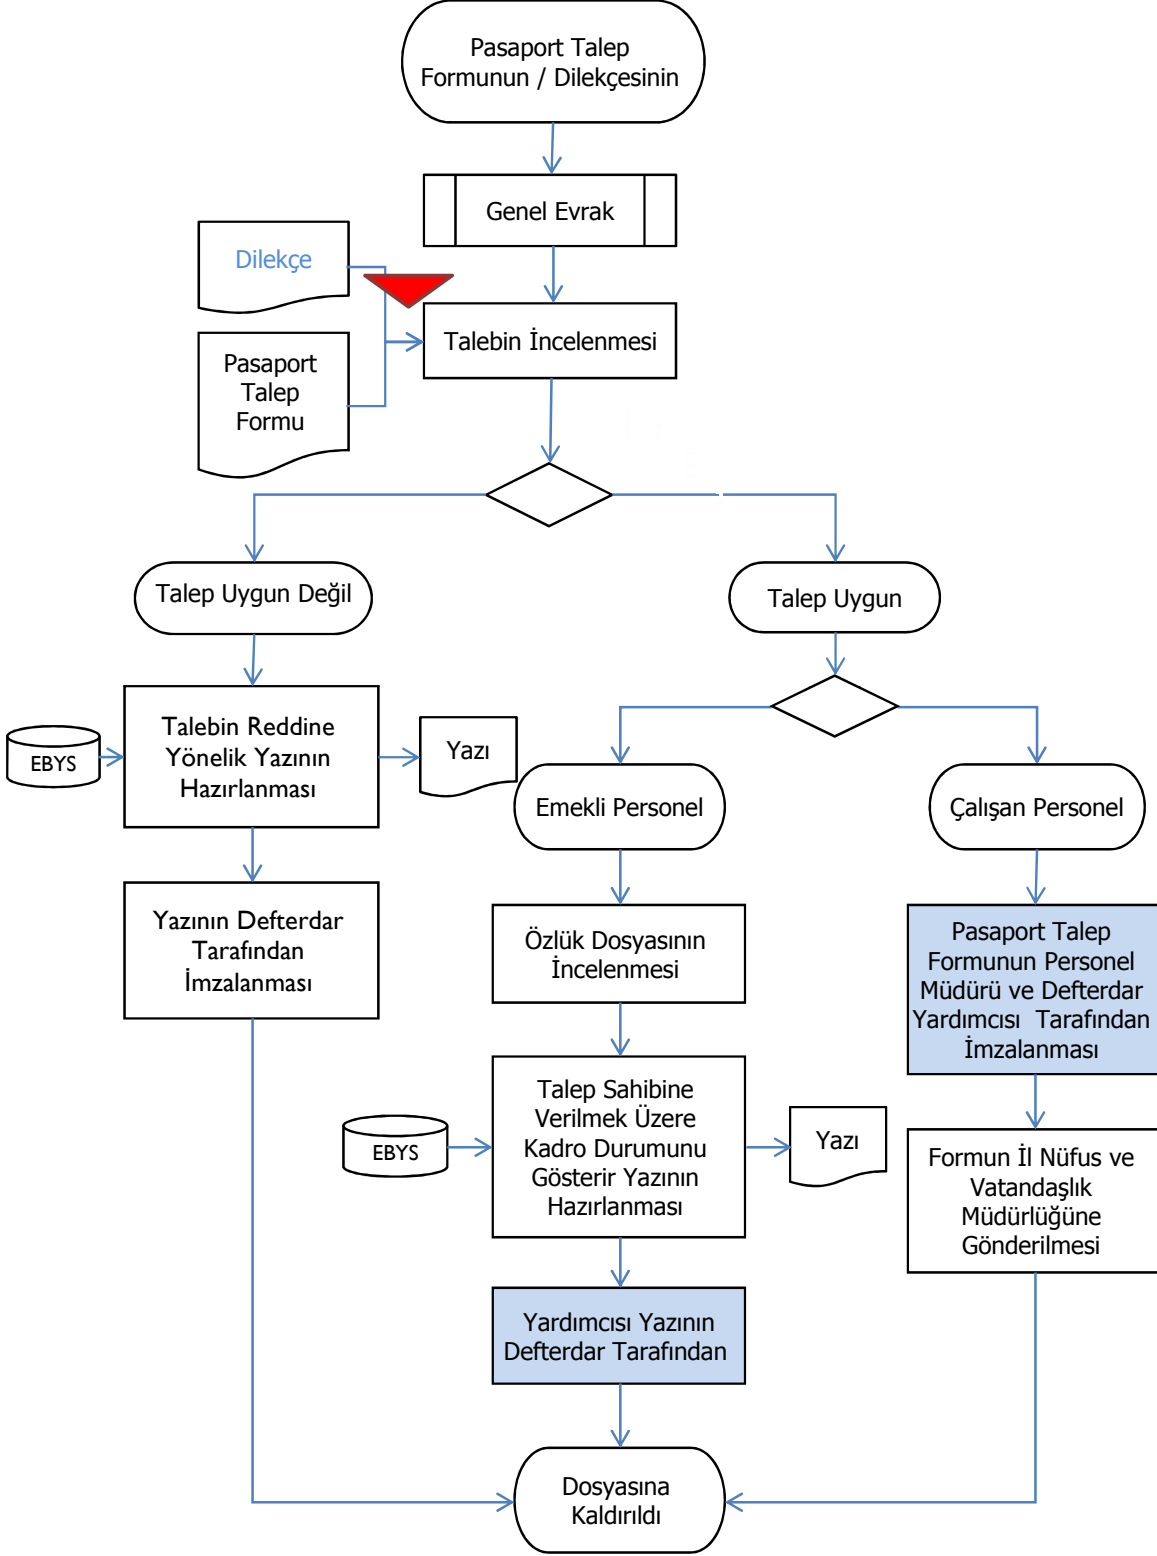 Pasaport Talep
Formunun / Dilekçesinin
Genel Evrak
Dilekçe
Talebin İncelenmesi
Pasaport
Talep
Formu
Talep Uygun Değil
Talep Uygun
Talebin Reddine
Yönelik Yazının
Hazırlanması
EBYS
Yazı
Emekli Personel
Çalışan Personel
Yazının Defterdar
Tarafından
İmzalanması
Özlük Dosyasının
İncelenmesi
Pasaport Talep
Formunun Personel
Müdürü ve Defterdar
Yardımcısı Tarafından
İmzalanması
Talep Sahibine
Verilmek Üzere
Kadro Durumunu
Gösterir Yazının
Hazırlanması
EBYS
Yazı
Formun İl Nüfus ve
Vatandaşlık
Müdürlüğüne
Gönderilmesi
Yardımcısı Yazının
Defterdar Tarafından
Dosyasına
Kaldırıldı